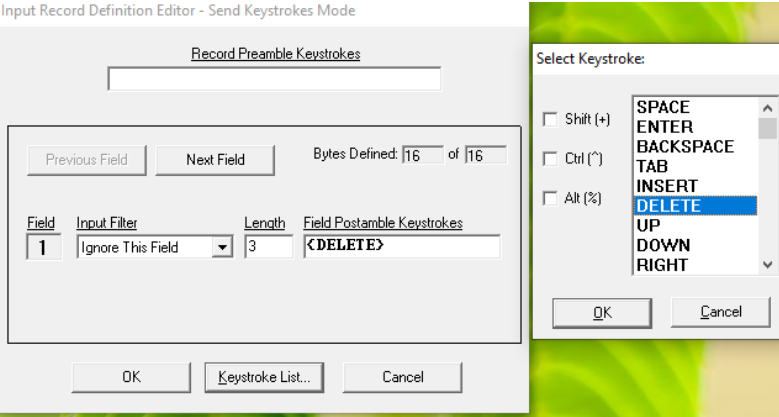 Input Record Definition Editor - Send Keystrokes Mode
Record Preamble Keystrokes
Previous Field
Next Field
Bytes Defined: 16 of 16
Field
Input Filter
Length
Field Postamble Keystrokes
1
Ignore This Field
3
<DELETE>
OK
Keystroke List...
Cancel
Select Keystroke:
Shift (+)
Ctrl (^)
Alt (%)
SPACE
ENTER
BACKSPACE
TAB
INSERT
DELETE
UP
DOWN
RIGHT
OK
Cancel